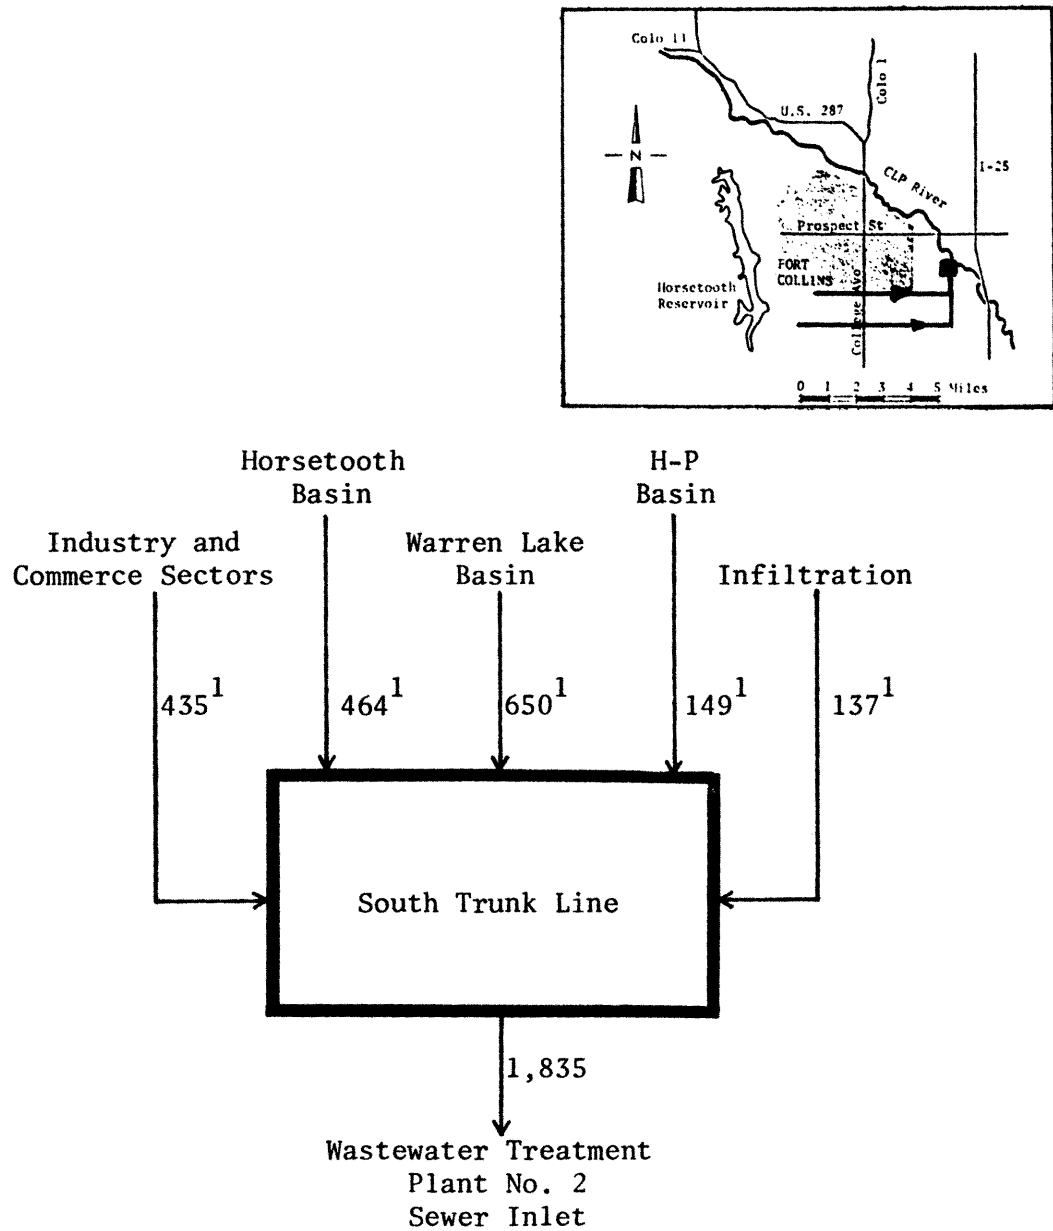 Colo 1
U.S. 287
N
CLP River
I-25
Prospect St
FORT
COLLINS
Horsetooth
Reservoir
College Ave
0 1 2 3 4 5 Miles
Horsetooth
Basin
H-P
Basin
Industry and
Commerce Sectors
Warren Lake
Basin
Infiltration
435¹
464¹
650¹
149¹
137¹
South Trunk Line
1,835
Wastewater Treatment
Plant No. 2
Sewer Inlet